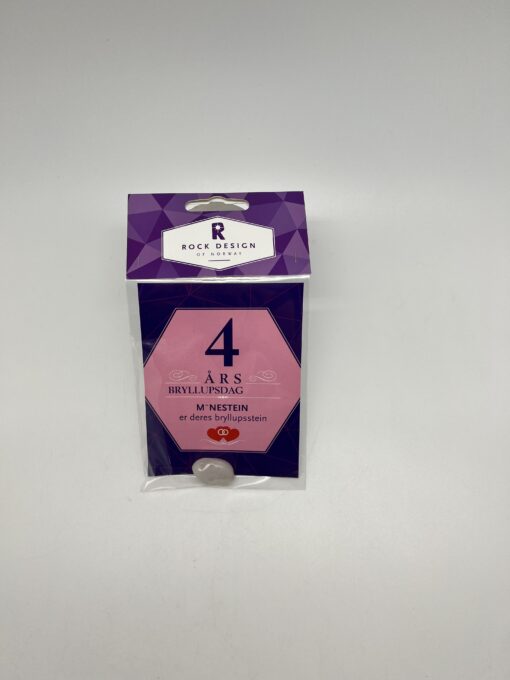 R
ROCK DESIGN
OF NORWAY
4
ÅRS
BRYLLUPSDAG
M¨NESTEIN
er deres bryllupsstein